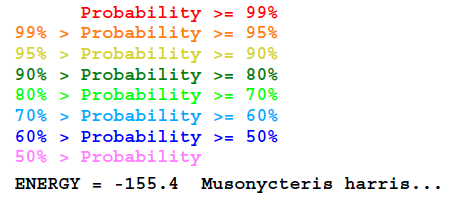 Probability >= 99%
99% > Probability >= 95%
95% > Probability >= 90%
90% > Probability >= 80%
80% > Probability >= 70%
70% > Probability >= 60%
60% > Probability >= 50%
50% > Probability
ENERGY = -155.4  Musonycteris harris...